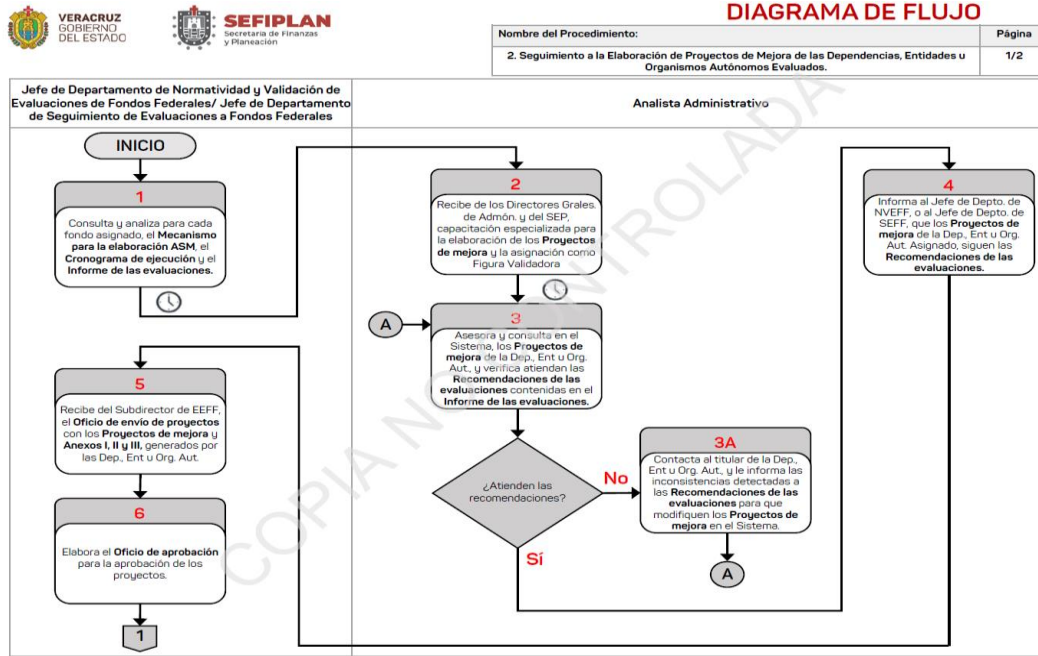 VERACRUZ
GOBIERNO
DEL ESTADO
SEFIPLAN
Secretaría de Finanzas
y Planeación
DIAGRAMA DE FLUJO
Nombre del Procedimiento:
Página
2. Seguimiento a la Elaboración de Proyectos de Mejora de las Dependencias, Entidades u
Organismos Autónomos Evaluados.
1/2
Jefe de Departamento de Normatividad y Validación de
Evaluaciones de Fondos Federales/ Jefe de Departamento
de Seguimiento de Evaluaciones a Fondos Federales
Analista Administrativo
INICIO
1
Consulta y analiza para cada
fondo asignado, el Mecanismo
para la elaboración ASM, el
Cronograma de ejecución y el
Informe de las evaluaciones.
2
Recibe de los Directores Grales.
de Admón. y del SEP,
capacitación especializada para
la elaboración de los Proyectos
de mejora y la asignación como
Figura Validadora
A
3
Asesora y consulta en el
Sistema, los Proyectos de
mejora de la Dep., Ent u Org.
Aut., y verifica atiendan las
Recomendaciones de las
evaluaciones contenidas en el
Informe de las evaluaciones.
¿Atienden las
recomendaciones?
No
Sí
3A
Contacta al titular de la Dep.,
Ent u Org. Aut., y le informa las
inconsistencias detectadas a
las Recomendaciones de las
evaluaciones para que
modifiquen los Proyectos de
mejora en el Sistema.
A
4
Informa al Jefe de Depto. de
NVEFF, o al Jefe de Depto. de
SEFF, que los Proyectos de
mejora de la Dep., Ent u Org.
Aut. Asignado, siguen las
Recomendaciones de las
evaluaciones.
5
Recibe del Subdirector de EEFF,
el Oficio de envío de proyectos
con los Proyectos de mejora y
Anexos I, II y III, generados por
las Dep., Ent u Org. Aut.
6
Elabora el Oficio de aprobación
para la aprobación de los
proyectos.
1
COPIA NO CONTROLADA